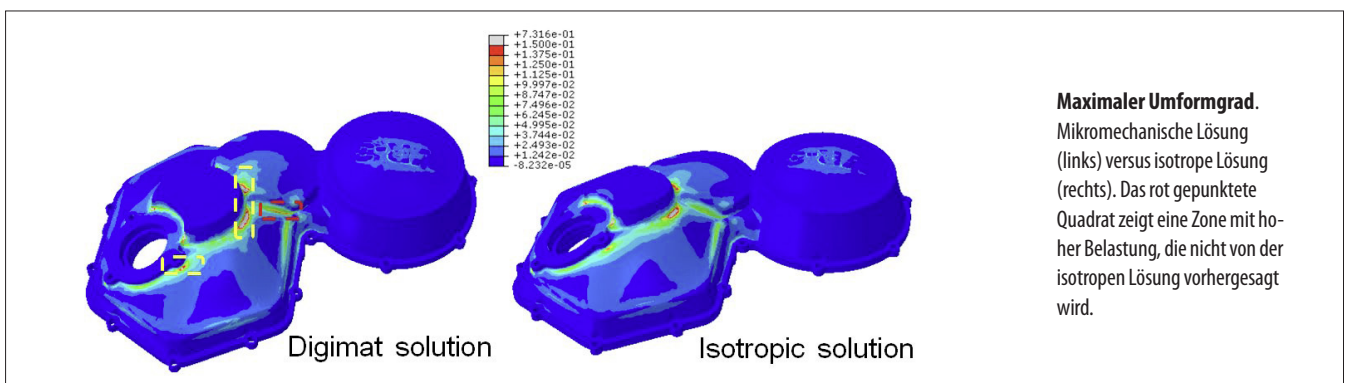 +7.316e-01
+1.500e-01
+1.375e-01
+1.250e-01
+1.125e-01
+9.997e-02
+8.747e-02
+7.496e-02
+6.245e-02
+4.995e-02
+3.744e-02
+2.493e-02
+1.242e-02
-8.232e-05
Digimat solution
Isotropic solution
Maximaler Umformgrad.
Mikromechanische Lösung
(links) versus isotrope Lösung
(rechts). Das rot gepunktete
Quadrat zeigt eine Zone mit ho-
her Belastung, die nicht von der
isotropen Lösung vorhergesagt
wird.